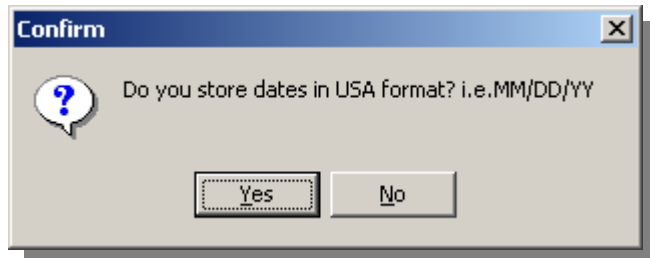 Confirm
Do you store dates in USA format? i.e.MM/DD/YY
Yes No